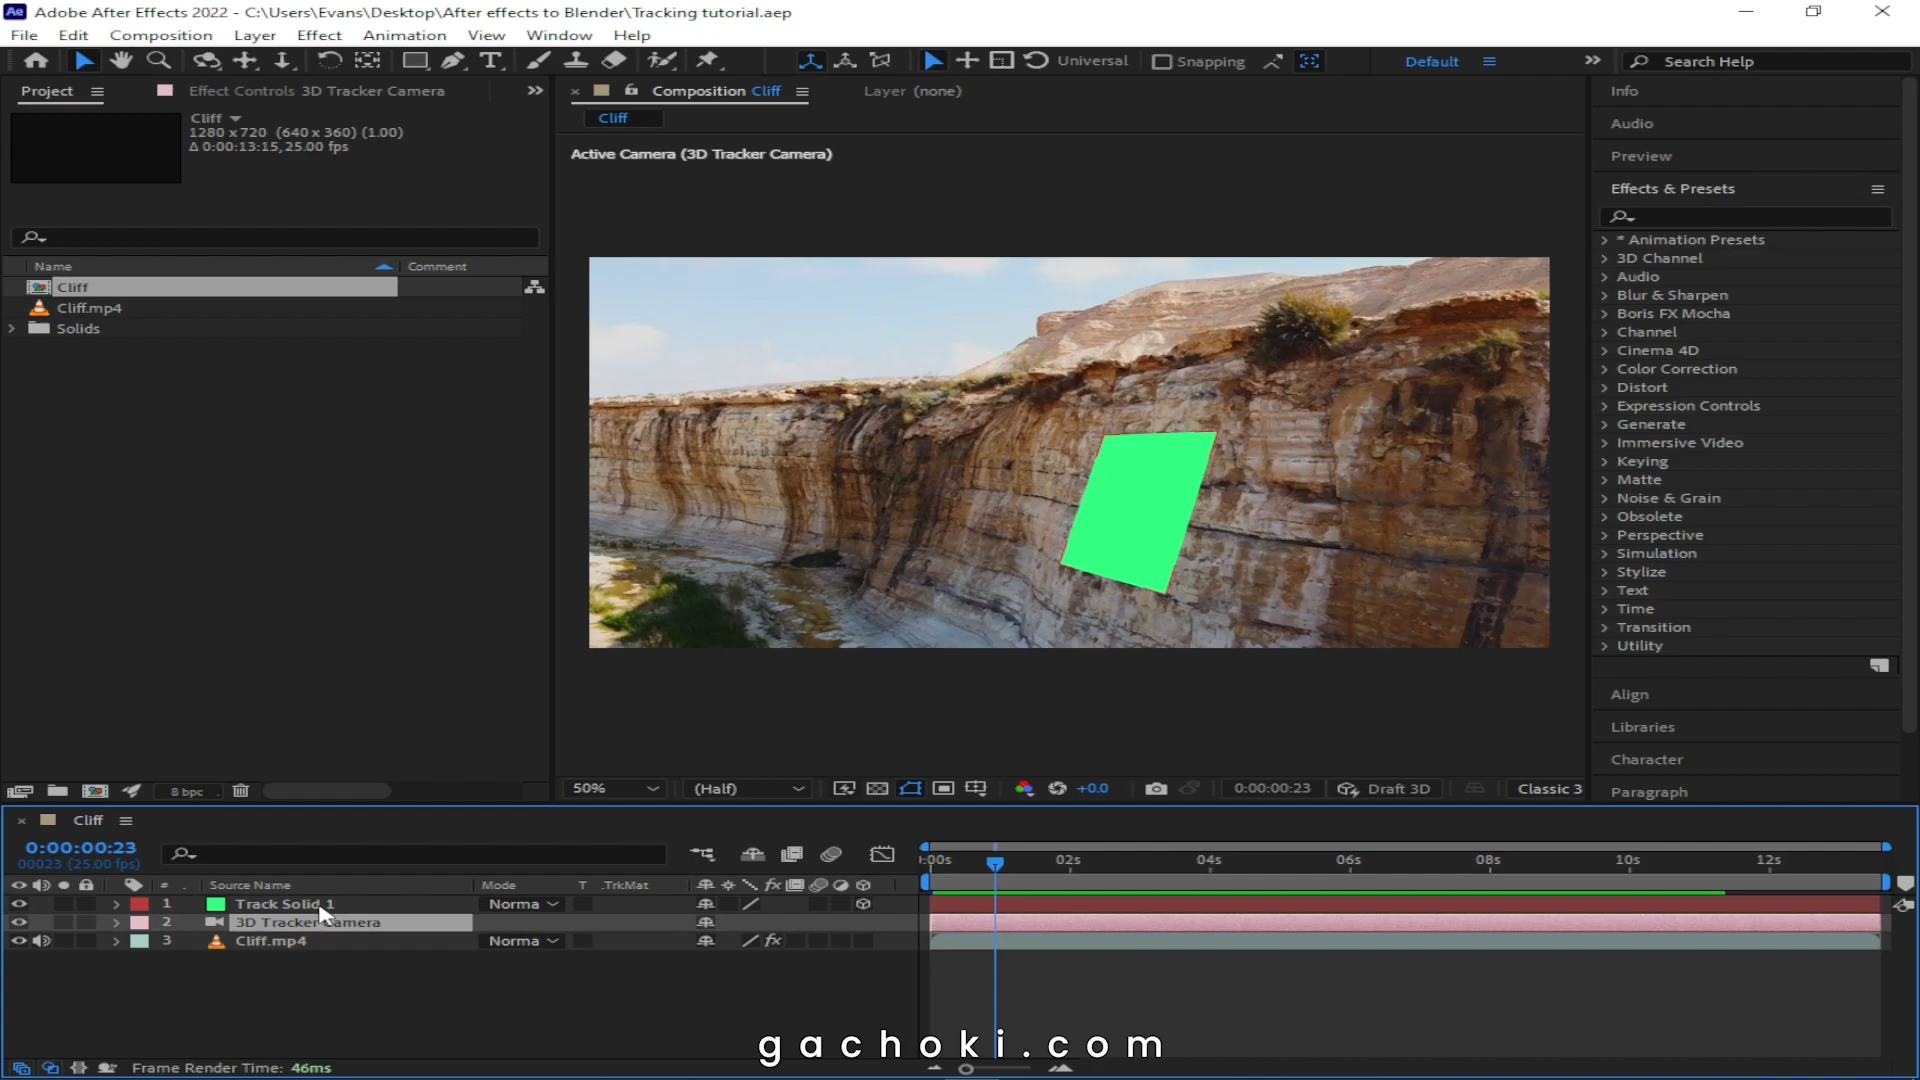 Adobe After Effects 2022 - C:\Users\Evans\Desktop\After effects to Blender\Tracking tutorial.aep
File Edit Composition Layer Effect Animation View Window Help
Universal Snapping Default Search Help
Project Effect Controls 3D Tracker Camera
Composition Cliff Layer (none)
Cliff
Cliff
1280 x 720 (640 x 360) (1.00)
Δ 0:00:13:15, 25.00 fps
Active Camera (3D Tracker Camera)
Name Comment
Cliff
Cliff.mp4
Solids
8 bpc
50% (Half) +0.0 0:00:00:23 Draft 3D Classic 3
Info
Audio
Preview
Effects & Presets
* Animation Presets
3D Channel
Audio
Blur & Sharpen
Boris FX Mocha
Channel
Cinema 4D
Color Correction
Distort
Expression Controls
Generate
Immersive Video
Keying
Matte
Noise & Grain
Obsolete
Perspective
Simulation
Stylize
Text
Time
Transition
Utility
Align
Libraries
Character
Paragraph
Cliff
0:00:00:23
00023 (25.00 fps)
:00s 02s 04s 06s 08s 10s 12s
# Source Name Mode T .TrkMat
1 Track Solid 1 Norma
2 3D Tracker Camera
3 Cliff.mp4 Norma
gachoki.com
Frame Render Time: 46ms